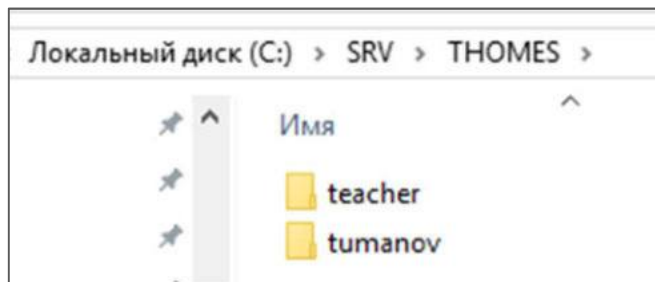 Локальный диск (C:) > SRV > THOMES >
Имя
teacher
tumanov